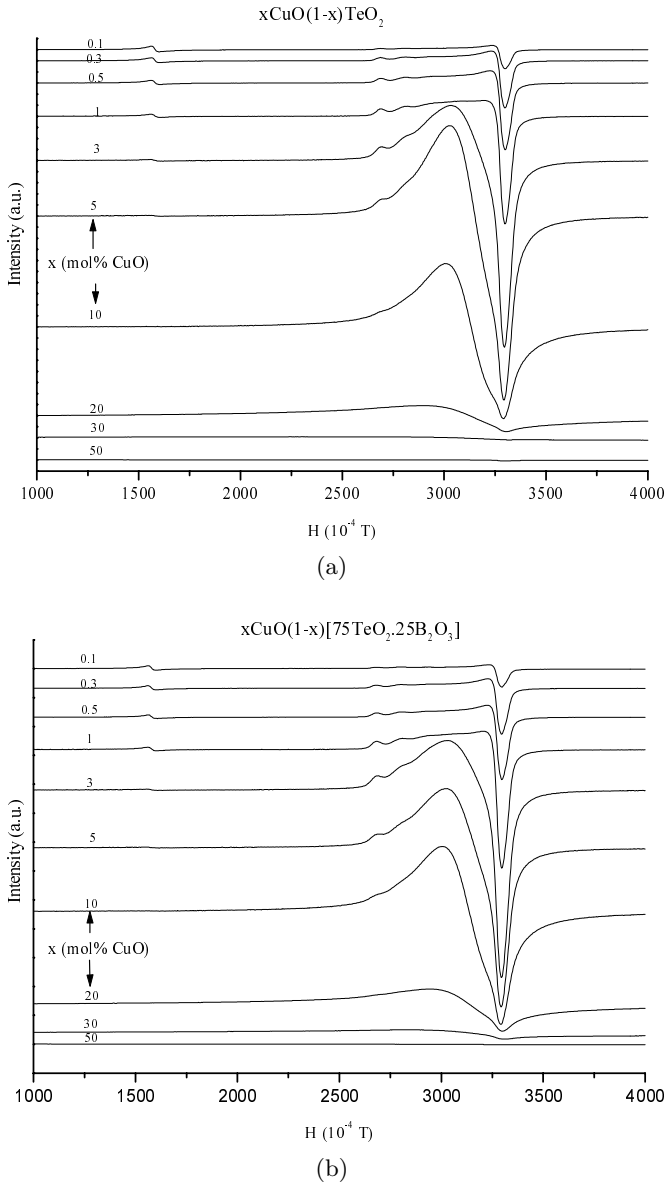 xCuO(1-x)TeO₂
0.1
0.3
0.5
1
3
5
x (mol% CuO)
10
20
30
50
Intensity (a.u.)
1000 1500 2000 2500 3000 3500 4000
H (10⁻⁴ T)
(a)
xCuO(1-x)[75TeO₂.25B₂O₃]
0.1
0.3
0.5
1
3
5
10
x (mol% CuO)
20
30
50
Intensity (a.u.)
1000 1500 2000 2500 3000 3500 4000
H (10⁻⁴ T)
(b)